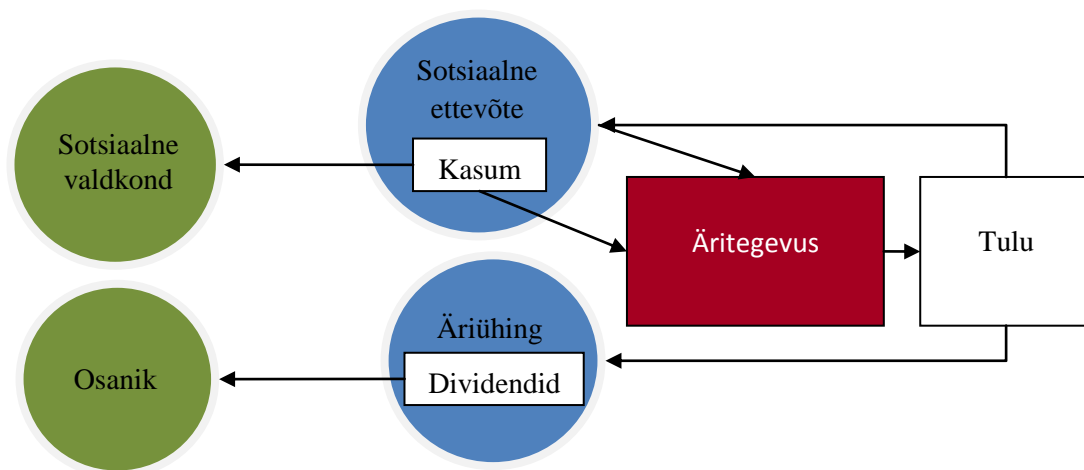 Sotsiaalne
ettevõte
Kasum
Sotsiaalne
valdkond
Äritegevus
Tulu
Äriühing
Dividendid
Osanik